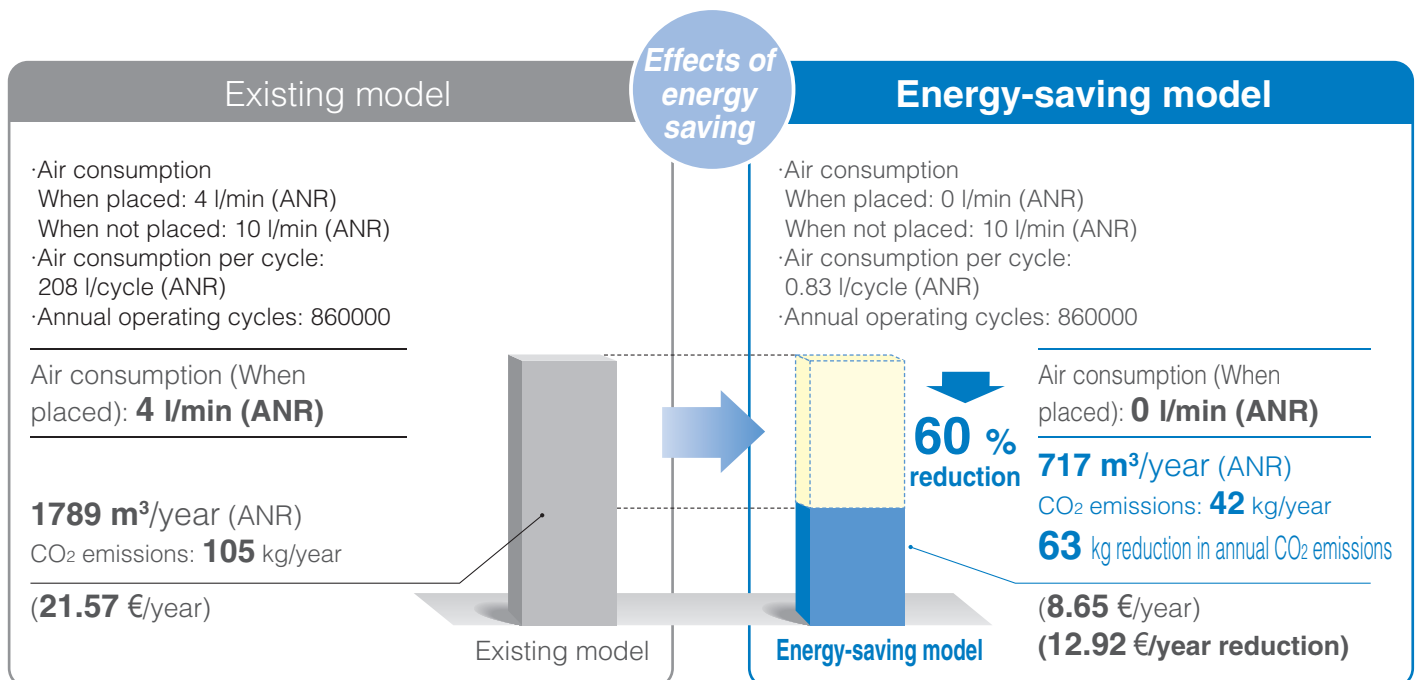 Effects of
energy
saving
Existing model
·Air consumption
When placed: 4 l/min (ANR)
When not placed: 10 l/min (ANR)
·Air consumption per cycle:
208 l/cycle (ANR)
·Annual operating cycles: 860000
Air consumption (When
placed): 4 l/min (ANR)
1789 m³/year (ANR)
CO₂ emissions: 105 kg/year
(21.57 €/year)
Existing model
Energy-saving model
·Air consumption
When placed: 0 l/min (ANR)
When not placed: 10 l/min (ANR)
·Air consumption per cycle:
0.83 l/cycle (ANR)
·Annual operating cycles: 860000
60 %
reduction
Air consumption (When
placed): 0 l/min (ANR)
717 m³/year (ANR)
CO₂ emissions: 42 kg/year
63 kg reduction in annual CO₂ emissions
(8.65 €/year)
(12.92 €/year reduction)
Energy-saving model